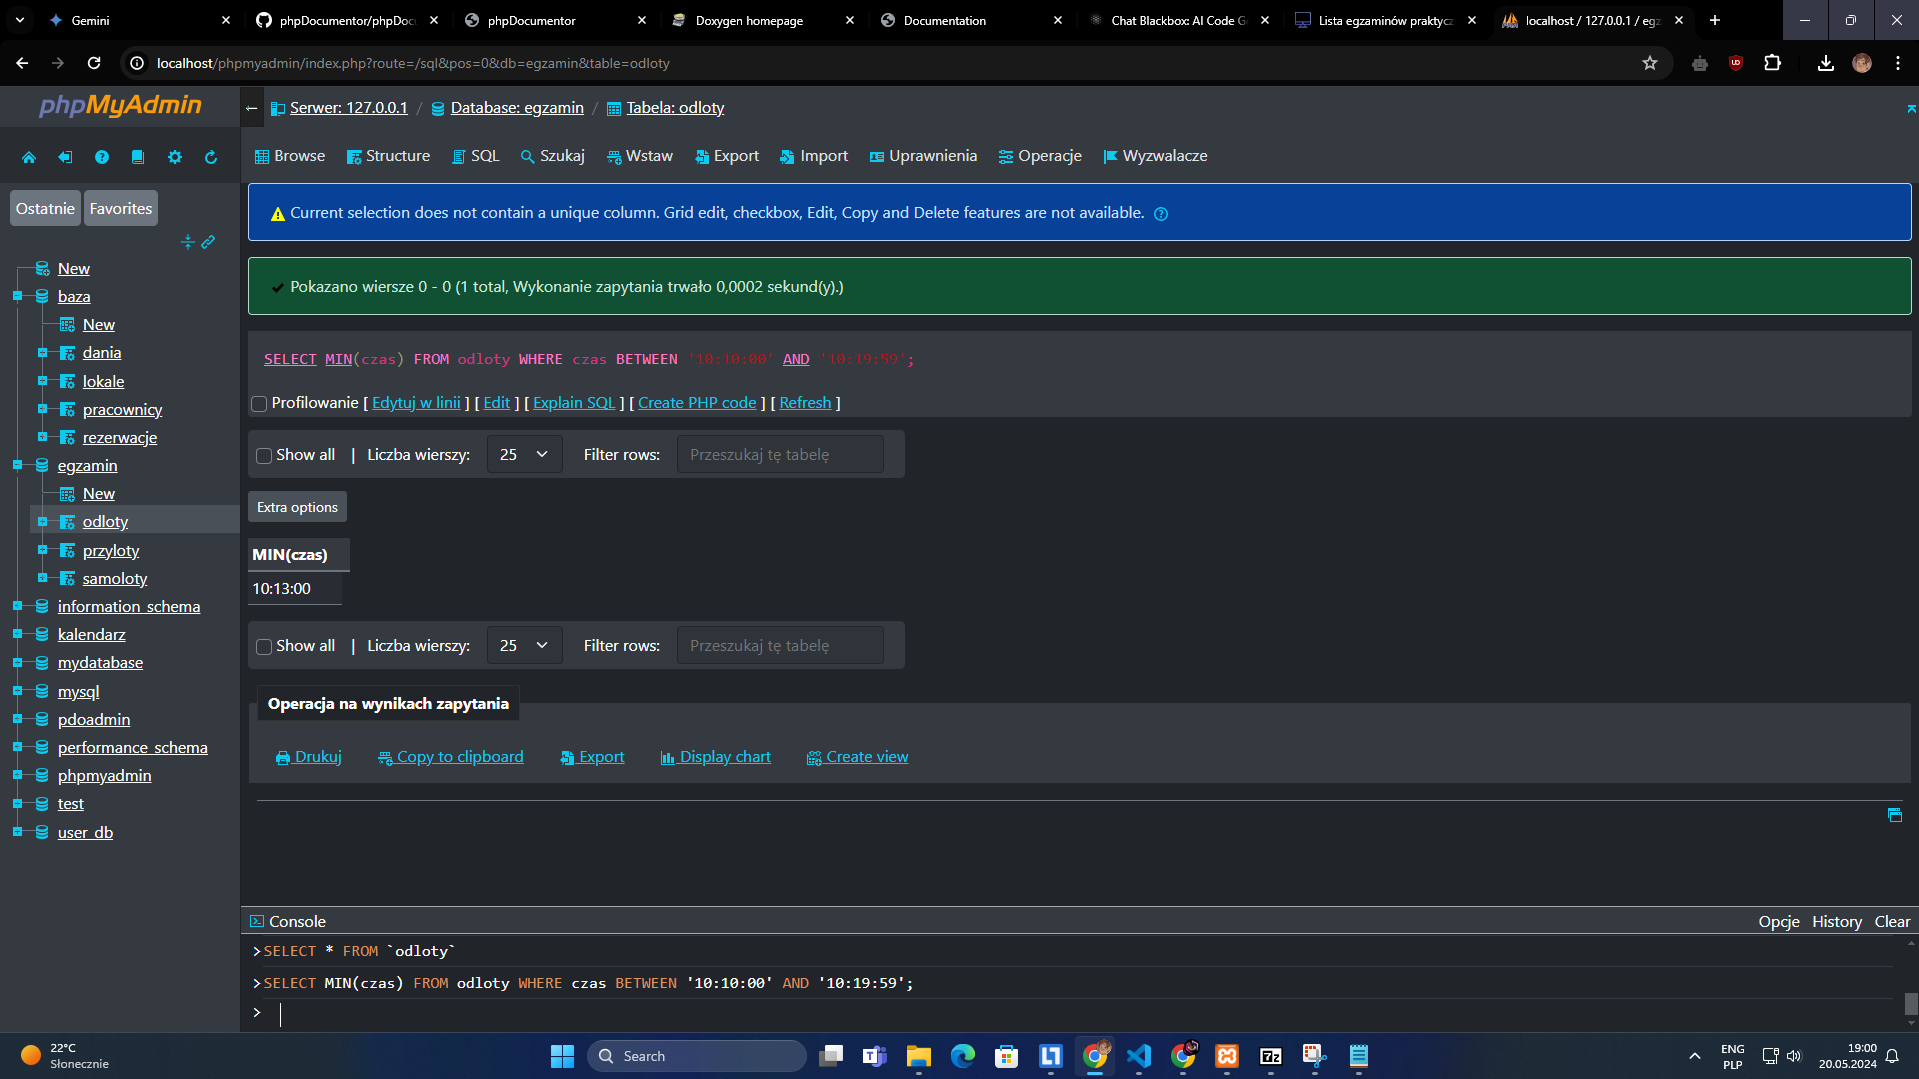 Gemini
phpDocumentor/phpDoc
phpDocumentor
Doxygen homepage
Documentation
Chat Blackbox: AI Code G
Lista egzaminów praktycz
localhost / 127.0.0.1 / egz
localhost/phpmyadmin/index.php?route=/sql&pos=0&db=egzamin&table=odloty
phpMyAdmin
Serwer: 127.0.0.1 / Database: egzamin / Tabela: odloty
Browse Structure SQL Szukaj Wstaw Export Import Uprawnienia Operacje Wyzwalacze
Ostatnie Favorites
New
baza
New
dania
lokale
pracownicy
rezerwacje
egzamin
New
odloty
przyloty
samoloty
information_schema
kalendarz
mydatabase
mysql
pdoadmin
performance_schema
phpmyadmin
test
user_db
Current selection does not contain a unique column. Grid edit, checkbox, Edit, Copy and Delete features are not available.
Pokazano wiersze 0 - 0 (1 total, Wykonanie zapytania trwało 0,0002 sekund(y).)
SELECT MIN(czas) FROM odloty WHERE czas BETWEEN '10:10:00' AND '10:19:59';
Profilowanie [ Edytuj w linii ] [ Edit ] [ Explain SQL ] [ Create PHP code ] [ Refresh ]
Show all | Liczba wierszy: 25 Filter rows: Przeszukaj tę tabelę
Extra options
MIN(czas)
10:13:00
Show all | Liczba wierszy: 25 Filter rows: Przeszukaj tę tabelę
Operacja na wynikach zapytania
Drukuj Copy to clipboard Export Display chart Create view
Console Opcje History Clear
>SELECT * FROM `odloty`
>SELECT MIN(czas) FROM odloty WHERE czas BETWEEN '10:10:00' AND '10:19:59';
>
22°C
Słonecznie
Search
ENG
PLP
19:00
20.05.2024